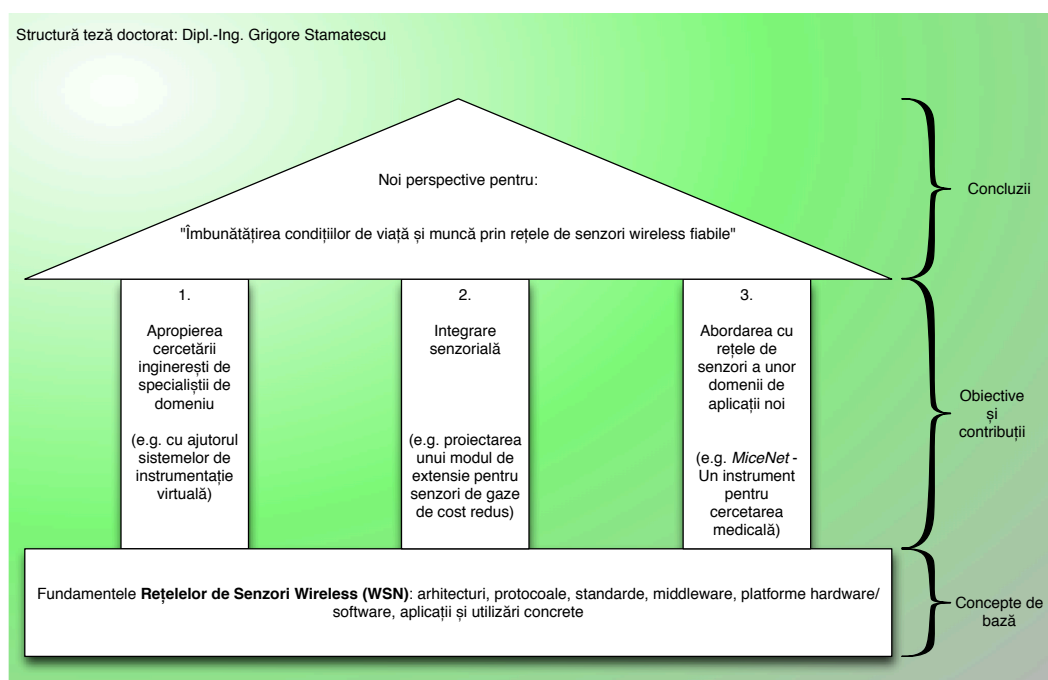 Structură teză doctorat: Dipl.-Ing. Grigore Stamatescu
Noi perspective pentru:
"Îmbunătățirea condițiilor de viață și muncă prin rețele de senzori wireless fiabile"
Concluzii
1.
Apropierea
cercetării
inginerești de
specialiștii de
domeniu
(e.g. cu ajutorul
sistemelor de
instrumentație
virtuală)
2.
Integrare
senzorială
(e.g. proiectarea
unui modul de
extensie pentru
senzori de gaze
de cost redus)
3.
Abordarea cu
rețele de
senzori a unor
domenii de
aplicații noi
(e.g. MiceNet -
Un instrument
pentru
cercetarea
medicală)
Obiective
și
contribuții
Fundamentele Rețelelor de Senzori Wireless (WSN): arhitecturi, protocoale, standarde, middleware, platforme hardware/
software, aplicații și utilizări concrete
Concepte de
bază